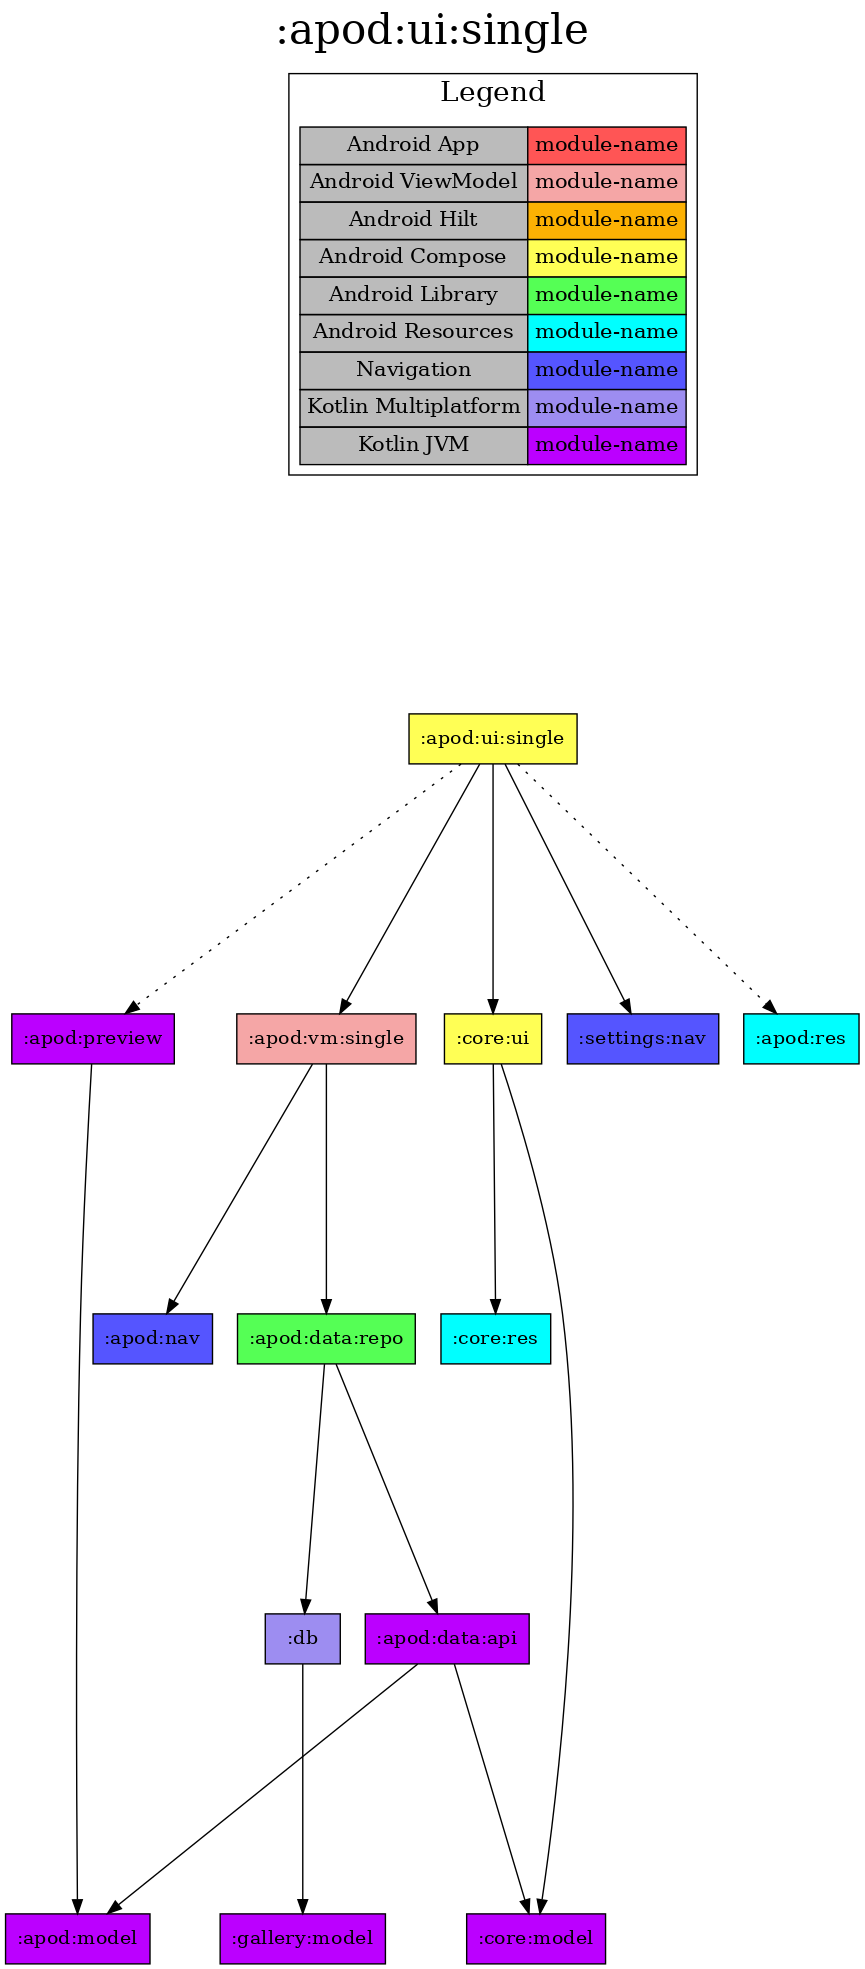 :apod:ui:single
Legend
Android App module-name
Android ViewModel module-name
Android Hilt module-name
Android Compose module-name
Android Library module-name
Android Resources module-name
Navigation module-name
Kotlin Multiplatform module-name
Kotlin JVM module-name
:apod:ui:single
:apod:preview :apod:vm:single :core:ui :settings:nav :apod:res
:apod:nav :apod:data:repo :core:res
:db :apod:data:api
:apod:model :gallery:model :core:model